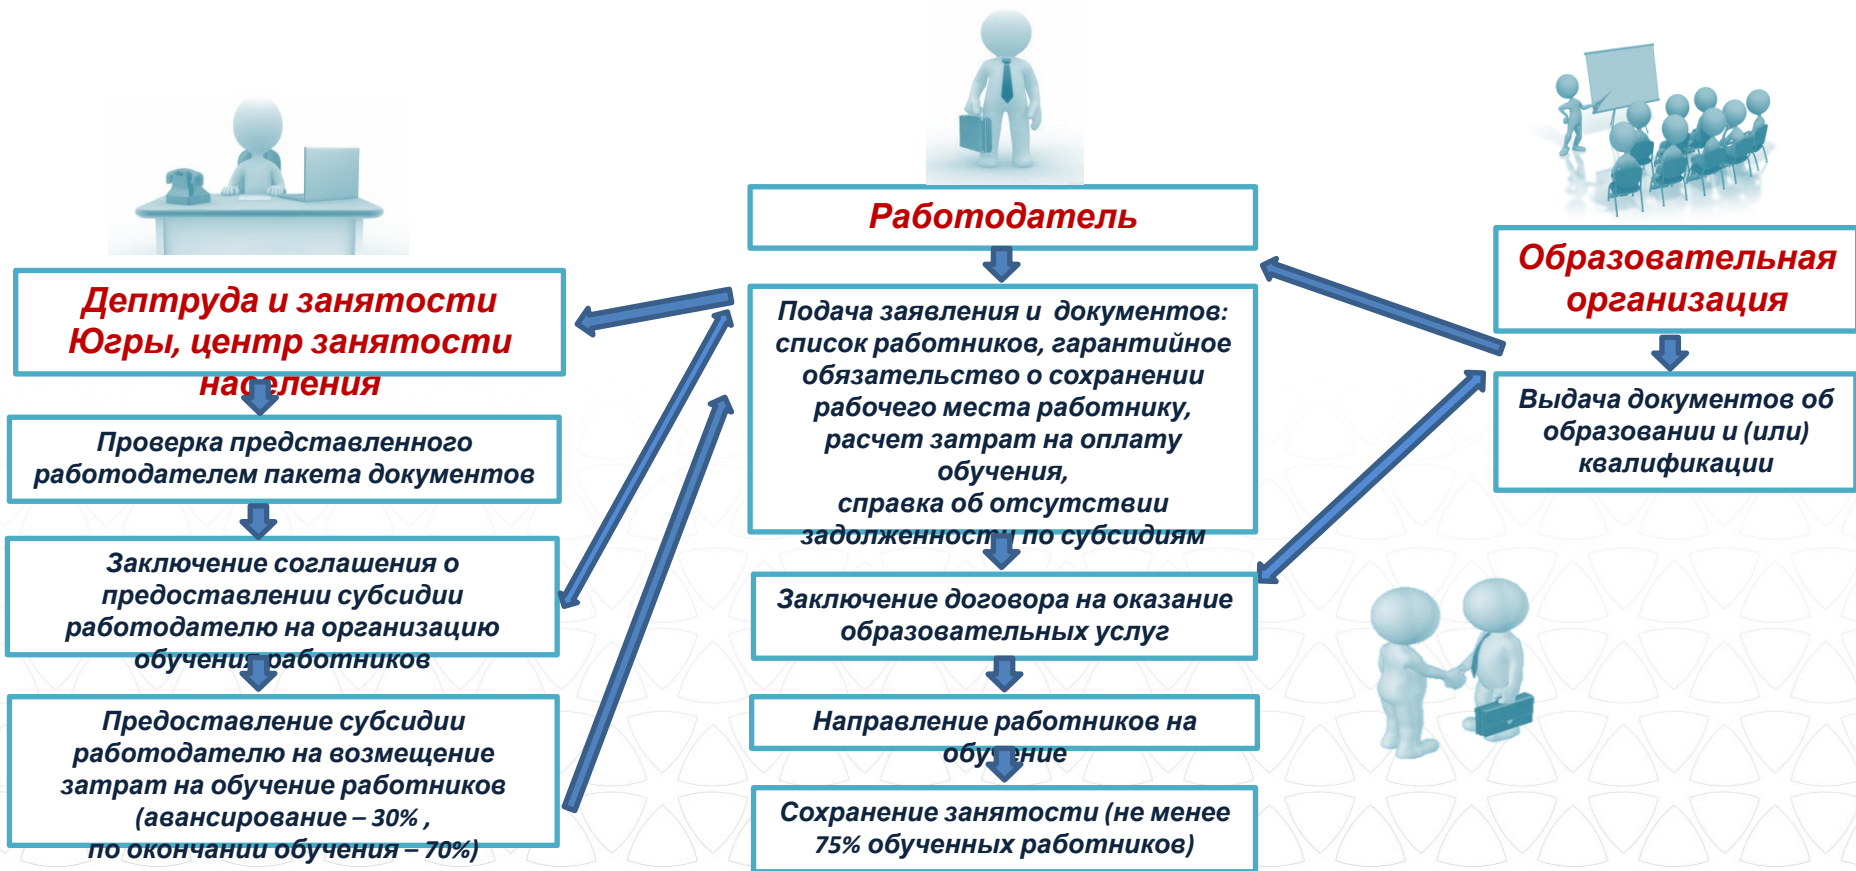 Дептруда и занятости
Югры, центр занятости
населения
Проверка представленного
работодателем пакета документов
Заключение соглашения о
предоставлении субсидии
работодателю на организацию
обучения работников
Предоставление субсидии
работодателю на возмещение
затрат на обучение работников
(авансирование – 30% ,
по окончании обучения – 70%)
Работодатель
Подача заявления и документов:
список работников, гарантийное
обязательство о сохранении
рабочего места работнику,
расчет затрат на оплату
обучения,
справка об отсутствии
задолженности по субсидиям
Заключение договора на оказание
образовательных услуг
Направление работников на
обучение
Сохранение занятости (не менее
75% обученных работников)
Образовательная
организация
Выдача документов об
образовании и (или)
квалификации